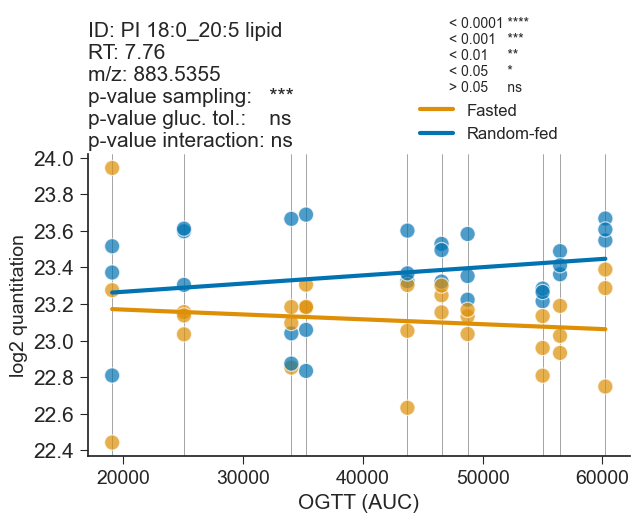 ID: PI 18:0_20:5 lipid
RT: 7.76
m/z: 883.5355
p-value sampling: ***
p-value gluc. tol.: ns
p-value interaction: ns
< 0.0001 ****
< 0.001 ***
< 0.01 **
< 0.05 *
> 0.05 ns
Fasted
Random-fed
24.0
23.8
23.6
23.4
23.2
23.0
22.8
22.6
22.4
log2 quantitation
20000 30000 40000 50000 60000
OGTT (AUC)